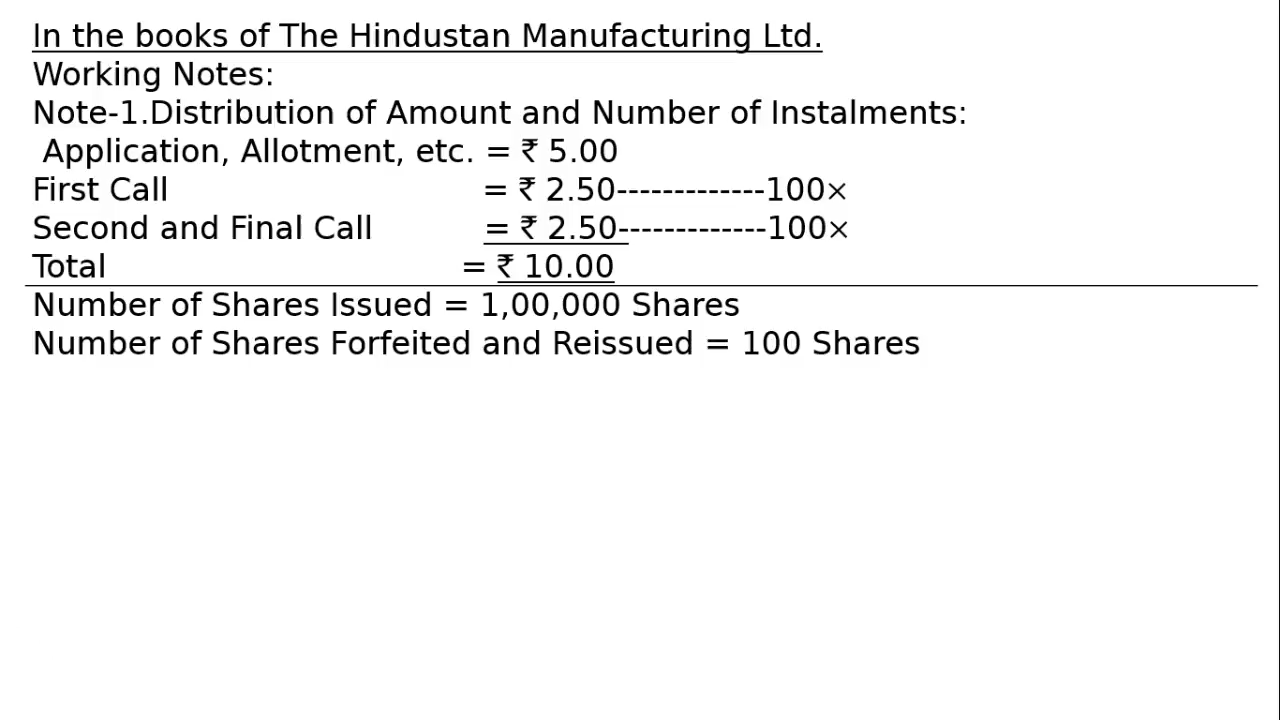 In the books of The Hindustan Manufacturing Ltd.
Working Notes:
Note-1.Distribution of Amount and Number of Instalments:
Application, Allotment, etc. = ₹ 5.00
First Call = ₹ 2.50-------------100×
Second and Final Call = ₹ 2.50-------------100×
Total = ₹ 10.00
Number of Shares Issued = 1,00,000 Shares
Number of Shares Forfeited and Reissued = 100 Shares